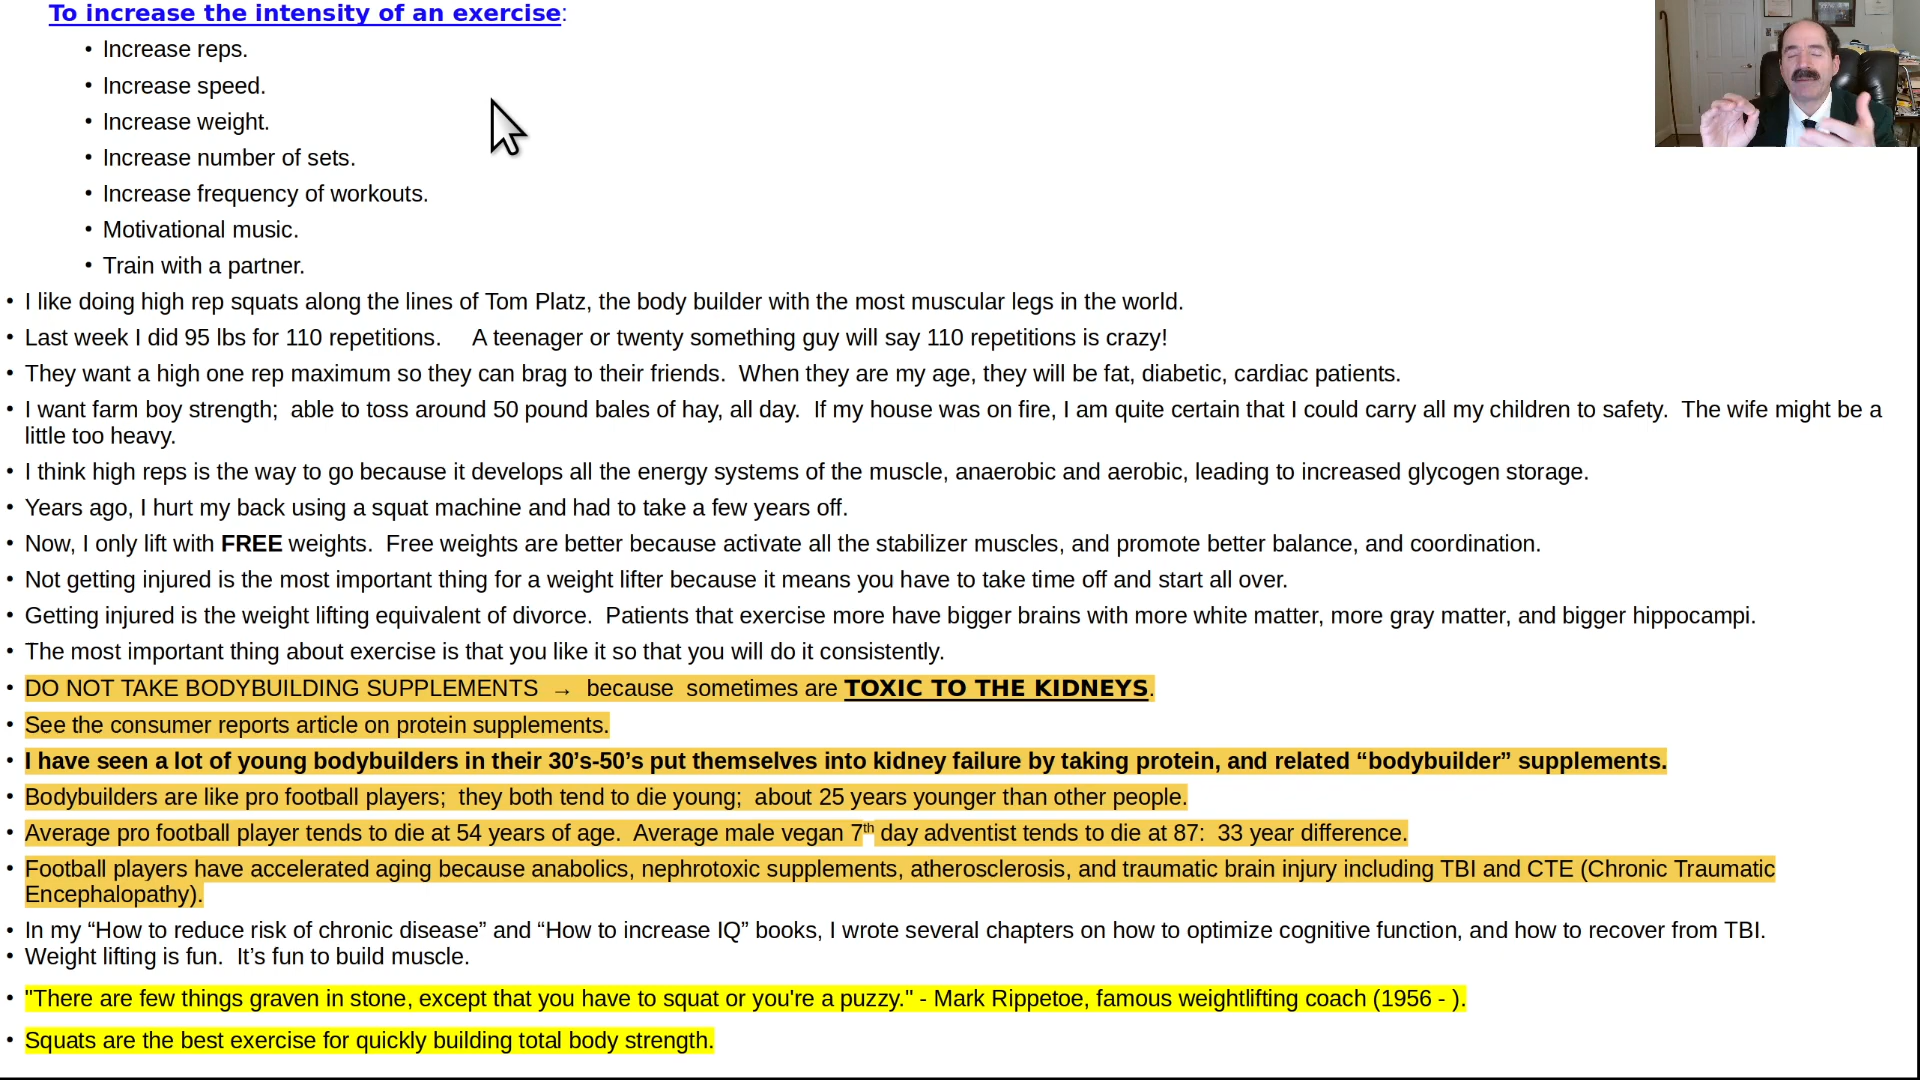 To increase the intensity of an exercise:
• Increase reps.
• Increase speed.
• Increase weight.
• Increase number of sets.
• Increase frequency of workouts.
• Motivational music.
• Train with a partner.
• I like doing high rep squats along the lines of Tom Platz, the body builder with the most muscular legs in the world.
• Last week I did 95 lbs for 110 repetitions. A teenager or twenty something guy will say 110 repetitions is crazy!
• They want a high one rep maximum so they can brag to their friends. When they are my age, they will be fat, diabetic, cardiac patients.
• I want farm boy strength; able to toss around 50 pound bales of hay, all day. If my house was on fire, I am quite certain that I could carry all my children to safety. The wife might be a
little too heavy.
• I think high reps is the way to go because it develops all the energy systems of the muscle, anaerobic and aerobic, leading to increased glycogen storage.
• Years ago, I hurt my back using a squat machine and had to take a few years off.
• Now, I only lift with FREE weights. Free weights are better because activate all the stabilizer muscles, and promote better balance, and coordination.
• Not getting injured is the most important thing for a weight lifter because it means you have to take time off and start all over.
• Getting injured is the weight lifting equivalent of divorce. Patients that exercise more have bigger brains with more white matter, more gray matter, and bigger hippocampi.
• The most important thing about exercise is that you like it so that you will do it consistently.
• DO NOT TAKE BODYBUILDING SUPPLEMENTS → because sometimes are TOXIC TO THE KIDNEYS.
• See the consumer reports article on protein supplements.
• I have seen a lot of young bodybuilders in their 30’s-50’s put themselves into kidney failure by taking protein, and related “bodybuilder” supplements.
• Bodybuilders are like pro football players; they both tend to die young; about 25 years younger than other people.
• Average pro football player tends to die at 54 years of age. Average male vegan 7th day adventist tends to die at 87: 33 year difference.
• Football players have accelerated aging because anabolics, nephrotoxic supplements, atherosclerosis, and traumatic brain injury including TBI and CTE (Chronic Traumatic
Encephalopathy).
• In my “How to reduce risk of chronic disease” and “How to increase IQ” books, I wrote several chapters on how to optimize cognitive function, and how to recover from TBI.
• Weight lifting is fun. It’s fun to build muscle.
• "There are few things graven in stone, except that you have to squat or you're a puzzy." - Mark Rippetoe, famous weightlifting coach (1956 - ).
• Squats are the best exercise for quickly building total body strength.